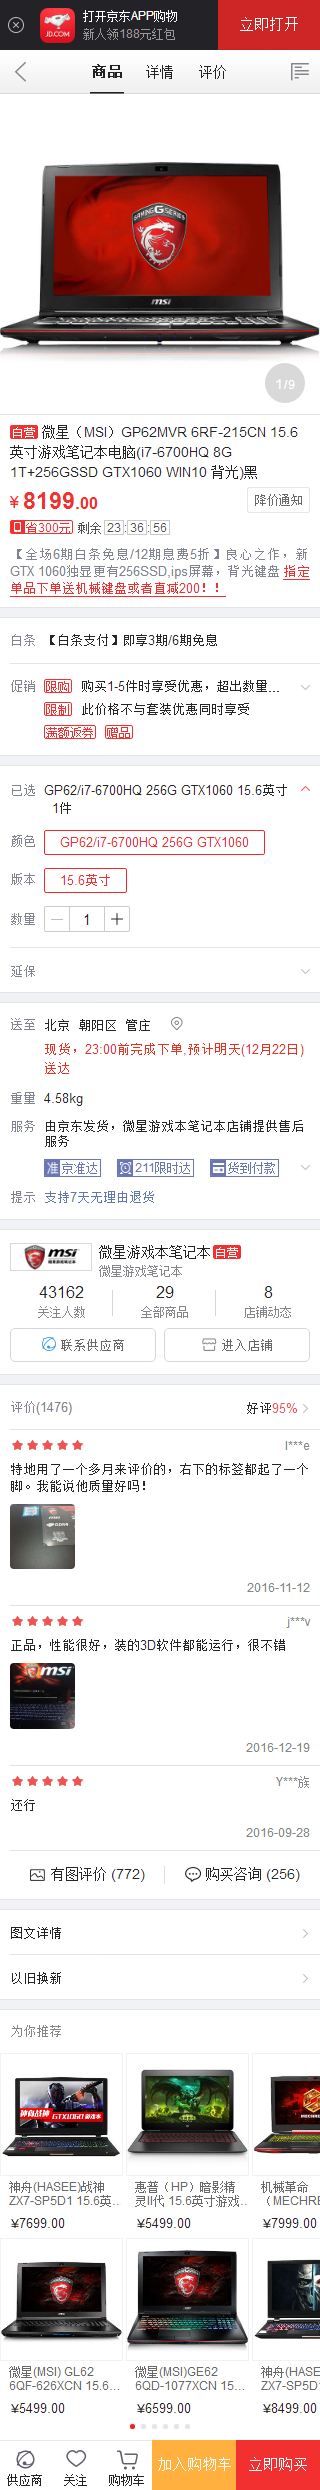 打开京东APP购物
新人领188元红包
立即打开
JD.COM
商品 详情 评价
GAMING G SERIES
msi
1/9
自营 微星（MSI）GP62MVR 6RF-215CN 15.6
英寸游戏笔记本电脑(i7-6700HQ 8G
1T+256GSSD GTX1060 WIN10 背光)黑
¥8199.00
降价通知
省300元 剩余 23:36:56
【全场6期白条免息/12期息费5折】良心之作，新
GTX 1060独显更有256SSD,ips屏幕，背光键盘 指定
单品下单送机械键盘或者直减200！！
白条 【白条支付】即享3期/6期免息
促销 限购 购买1-5件时享受优惠，超出数量...
限制 此价格不与套装优惠同时享受
满额返券 赠品
已选 GP62/i7-6700HQ 256G GTX1060 15.6英寸
1件
颜色 GP62/i7-6700HQ 256G GTX1060
版本 15.6英寸
数量 — 1 +
延保
送至 北京 朝阳区 管庄
现货，23:00前完成下单,预计明天(12月22日)
送达
重量 4.58kg
服务 由京东发货，微星游戏本笔记本店铺提供售后
服务
准 京准达 211限时达 货到付款
提示 支持7天无理由退货
msi 微星游戏本笔记本 自营
微星游戏笔记本
43162 29 8
关注人数 全部商品 店铺动态
联系供应商 进入店铺
评价(1476) 好评95%
l***e
特地用了一个多月来评价的，右下的标签都起了一个
脚。我能说他质量好吗！
2016-11-12
j***v
正品，性能很好，装的3D软件都能运行，很不错
msi
2016-12-19
Y***族
还行
2016-09-28
有图评价 (772) 购买咨询 (256)
图文详情
以旧换新
为你推荐
神舟(HASEE)战神 惠普（HP）暗影精 机械革命
ZX7-SP5D1 15.6英... 灵II代 15.6英寸游戏... （MECHRE
¥7699.00 ¥5499.00 ¥7999.00
微星(MSI) GL62 微星(MSI)GE62 神舟(HASE
6QF-626XCN 15.6... 6QD-1077XCN 15... ZX7-SP5D
¥5499.00 ¥6599.00 ¥8499.00
供应商 关注 购物车 加入购物车 立即购买